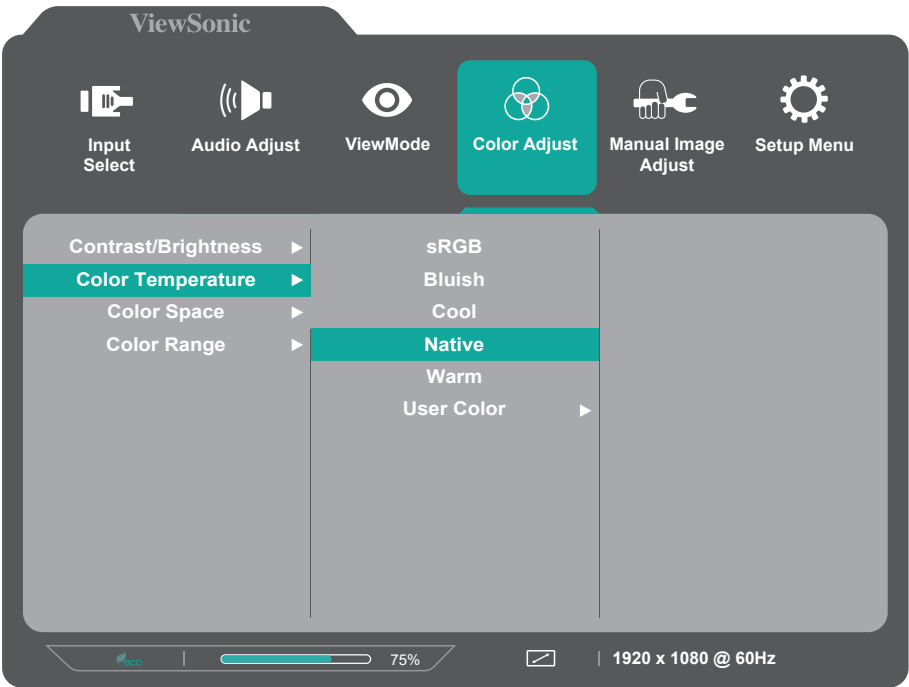 ViewSonic
Input
Select
Audio Adjust
ViewMode
Color Adjust
Manual Image
Adjust
Setup Menu
Contrast/Brightness
Color Temperature
Color Space
Color Range
sRGB
Bluish
Cool
Native
Warm
User Color
eco
75%
1920 x 1080 @ 60Hz